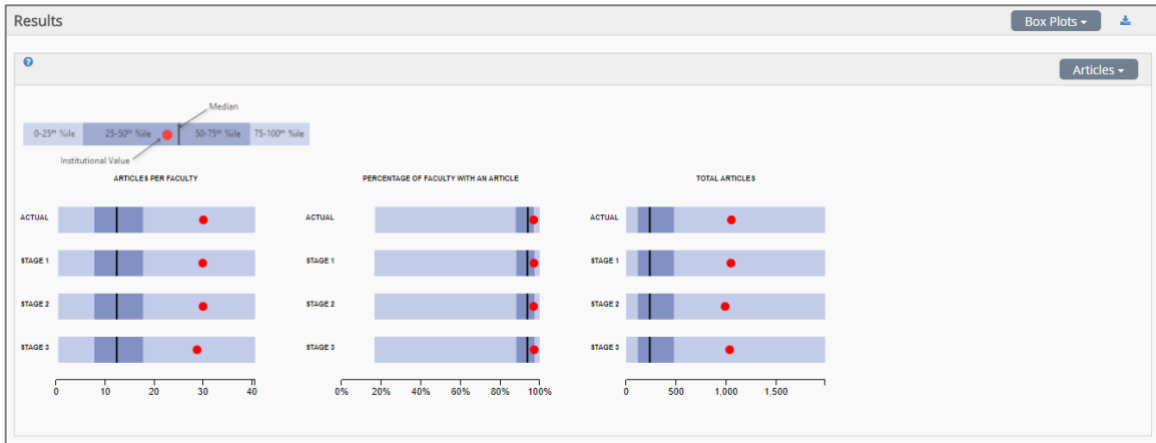 Results
Box Plots
Articles
Median
0-25th %ile 25-50th %ile 50-75th %ile 75-100th %ile
Institutional Value
ARTICLES PER FACULTY
ACTUAL
STAGE 1
STAGE 2
STAGE 3
0 10 20 30 40
PERCENTAGE OF FACULTY WITH AN ARTICLE
ACTUAL
STAGE 1
STAGE 2
STAGE 3
0% 20% 40% 60% 80% 100%
TOTAL ARTICLES
ACTUAL
STAGE 1
STAGE 2
STAGE 3
0 500 1,000 1,500